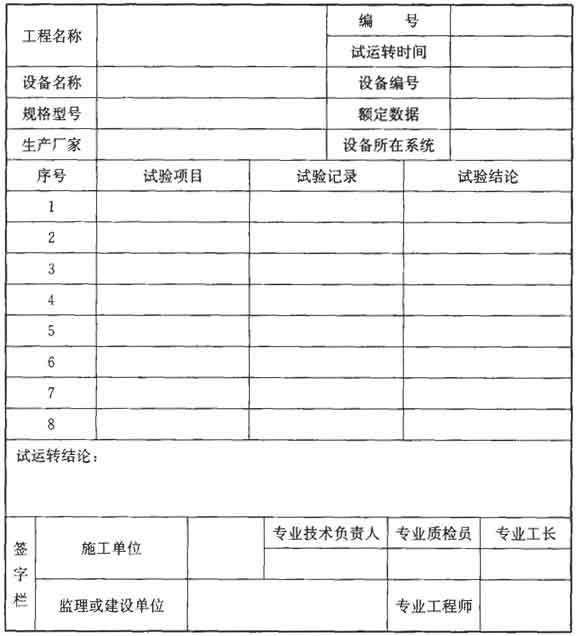 工程名称
编 号
试运转时间
设备名称 设备编号
规格型号 额定数据
生产厂家 设备所在系统
序号 试验项目 试验记录 试验结论
1
2
3
4
5
6
7
8
试运转结论：
签字栏 施工单位 专业技术负责人 专业质检员 专业工长
监理或建设单位 专业工程师